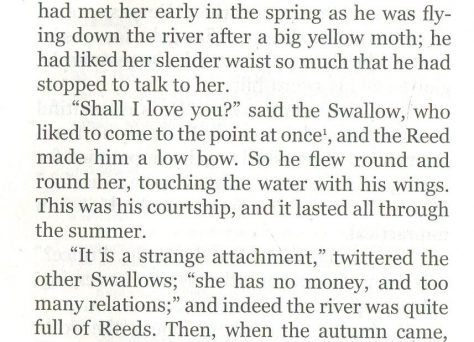 had met her early in the spring as he was fly-
ing down the river after a big yellow moth; he
had liked her slender waist so much that he had
stopped to talk to her.
“Shall I love you?” said the Swallow, who
liked to come to the point at once¹, and the Reed
made him a low bow. So he flew round and
round her, touching the water with his wings.
This was his courtship, and it lasted all through
the summer.
“It is a strange attachment,” twittered the
other Swallows; “she has no money, and too
many relations;” and indeed the river was quite
full of Reeds. Then, when the autumn came,